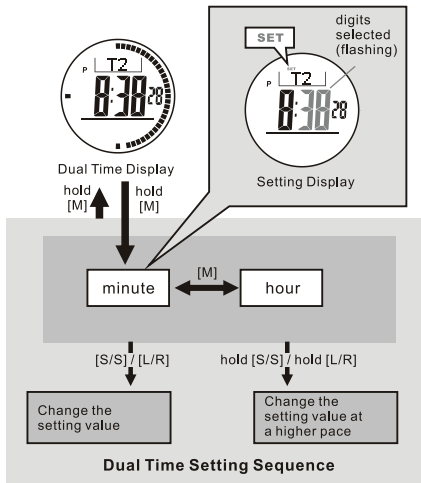 digits
selected
(flashing)
SET
P T2
8:38 28
SET
P T2
8:38 28
Dual Time Display
Setting Display
hold
[M]
hold
[M]
minute
[M]
hour
[S/S] / [L/R]
hold [S/S] / hold [L/R]
Change the
setting value
Change the
setting value at
a higher pace
Dual Time Setting Sequence